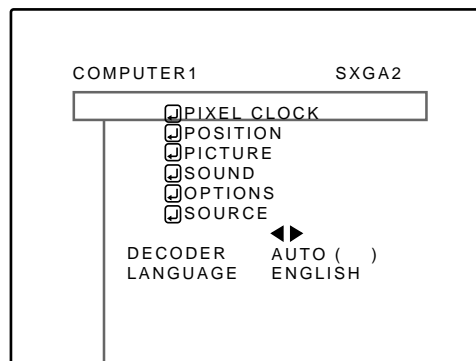 COMPUTER1 SXGA2
PIXEL CLOCK
POSITION
PICTURE
SOUND
OPTIONS
SOURCE
DECODER AUTO ( )
LANGUAGE ENGLISH